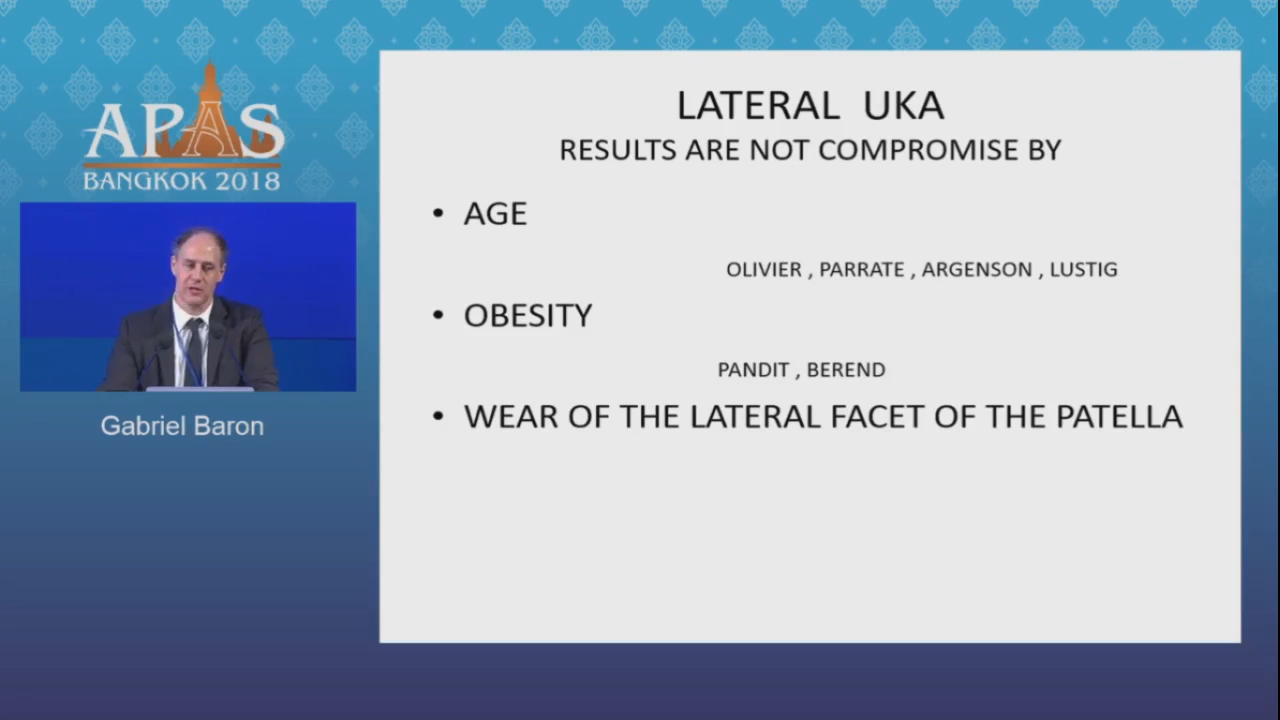 APAS
BANGKOK 2018
Gabriel Baron
LATERAL UKA
RESULTS ARE NOT COMPROMISE BY
• AGE
OLIVIER , PARRATE , ARGENSON , LUSTIG
• OBESITY
PANDIT , BEREND
• WEAR OF THE LATERAL FACET OF THE PATELLA